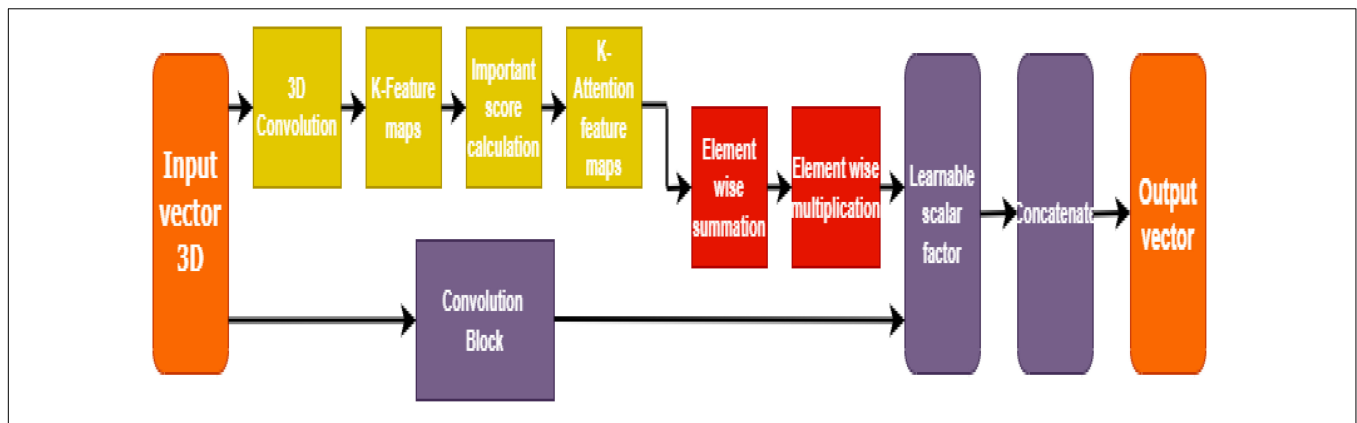 Input
vector
3D
3D
Convolution
K-Feature
maps
Important
score
calculation
K-
Attention
feature
maps
Element
wise
summation
Element wise
multiplication
Convolution
Block
Learnable
scalar
factor
Concatenate
Output
vector